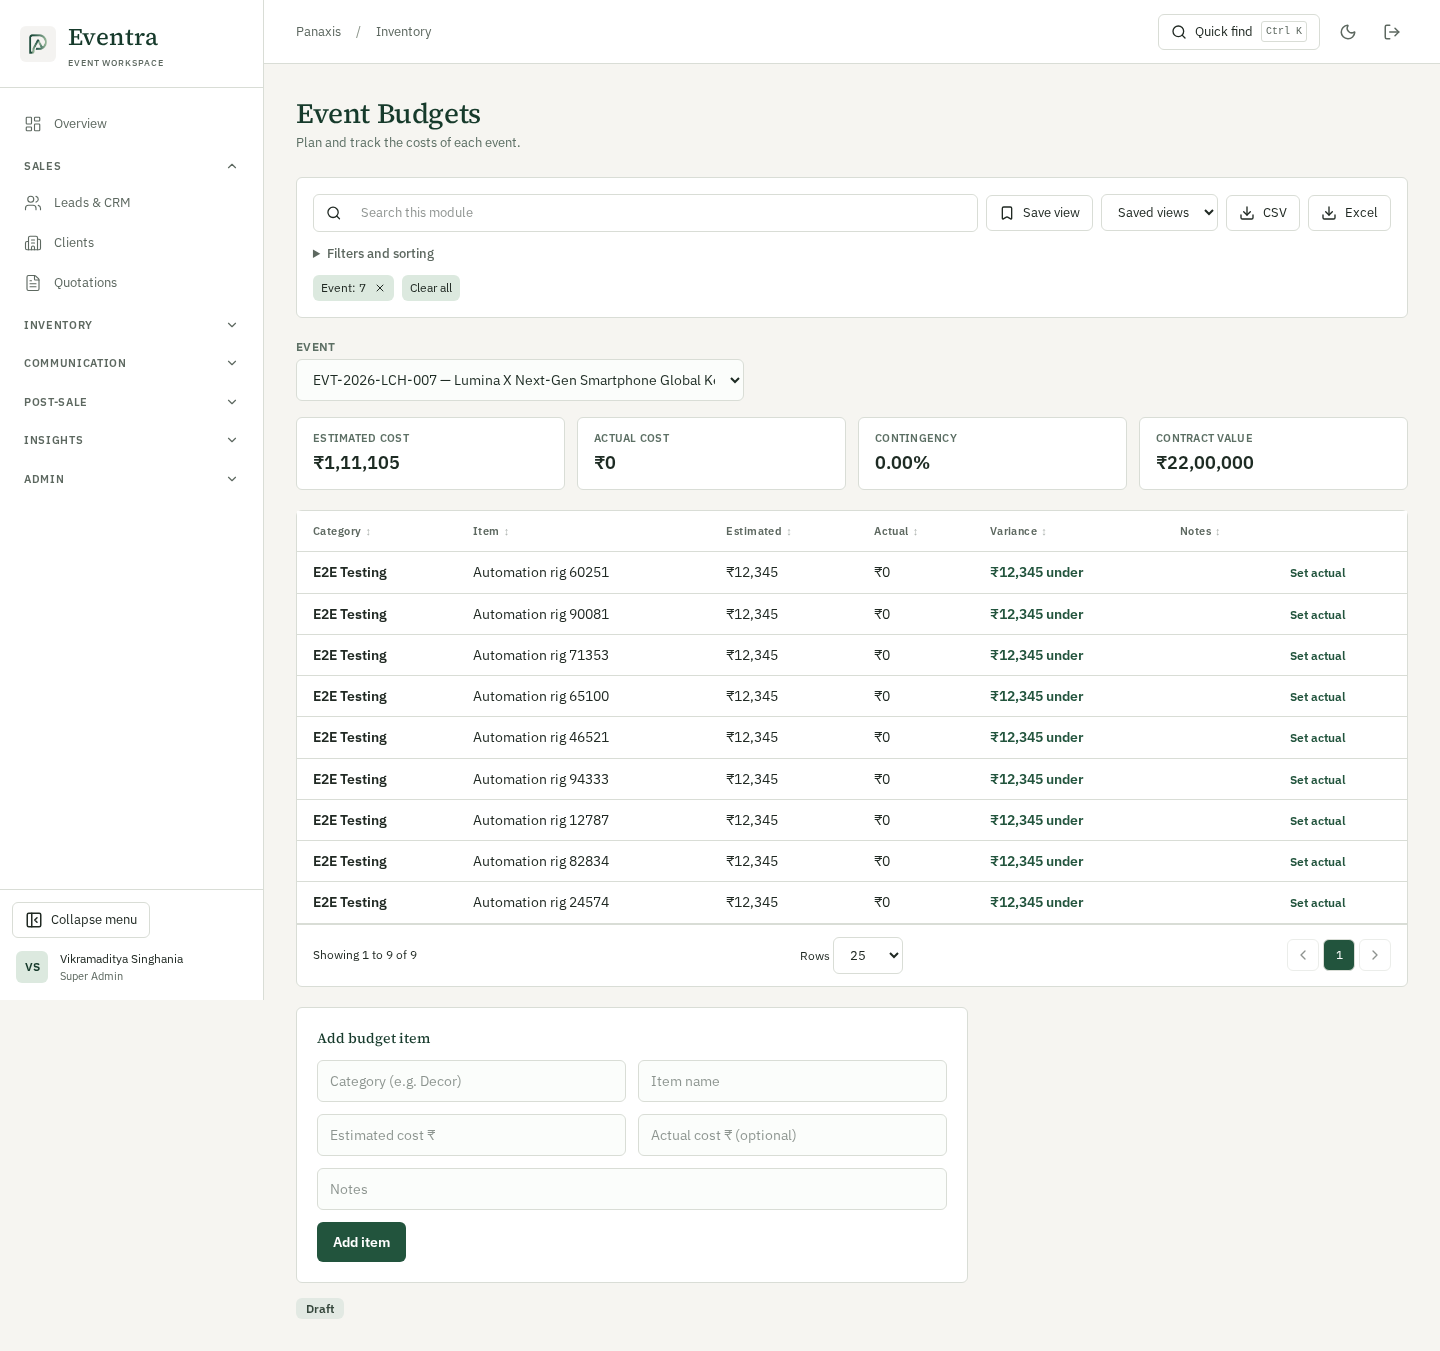 Eventra
EVENT WORKSPACE
Panaxis / Inventory
Quick find Ctrl K
Overview
SALES
Leads & CRM
Clients
Quotations
INVENTORY
COMMUNICATION
POST-SALE
INSIGHTS
ADMIN
Collapse menu
VS
Vikramaditya Singhania
Super Admin
Event Budgets
Plan and track the costs of each event.
Search this module
Save view
Saved views
CSV
Excel
Filters and sorting
Event: 7
Clear all
EVENT
EVT-2026-LCH-007 — Lumina X Next-Gen Smartphone Global
ESTIMATED COST
₹1,11,105
ACTUAL COST
₹0
CONTINGENCY
0.00%
CONTRACT VALUE
₹22,00,000
Category Item Estimated Actual Variance Notes
E2E Testing Automation rig 60251 ₹12,345 ₹0 ₹12,345 under Set actual
E2E Testing Automation rig 90081 ₹12,345 ₹0 ₹12,345 under Set actual
E2E Testing Automation rig 71353 ₹12,345 ₹0 ₹12,345 under Set actual
E2E Testing Automation rig 65100 ₹12,345 ₹0 ₹12,345 under Set actual
E2E Testing Automation rig 46521 ₹12,345 ₹0 ₹12,345 under Set actual
E2E Testing Automation rig 94333 ₹12,345 ₹0 ₹12,345 under Set actual
E2E Testing Automation rig 12787 ₹12,345 ₹0 ₹12,345 under Set actual
E2E Testing Automation rig 82834 ₹12,345 ₹0 ₹12,345 under Set actual
E2E Testing Automation rig 24574 ₹12,345 ₹0 ₹12,345 under Set actual
Showing 1 to 9 of 9
Rows 25
1
Add budget item
Category (e.g. Decor)
Item name
Estimated cost ₹
Actual cost ₹ (optional)
Notes
Add item
Draft